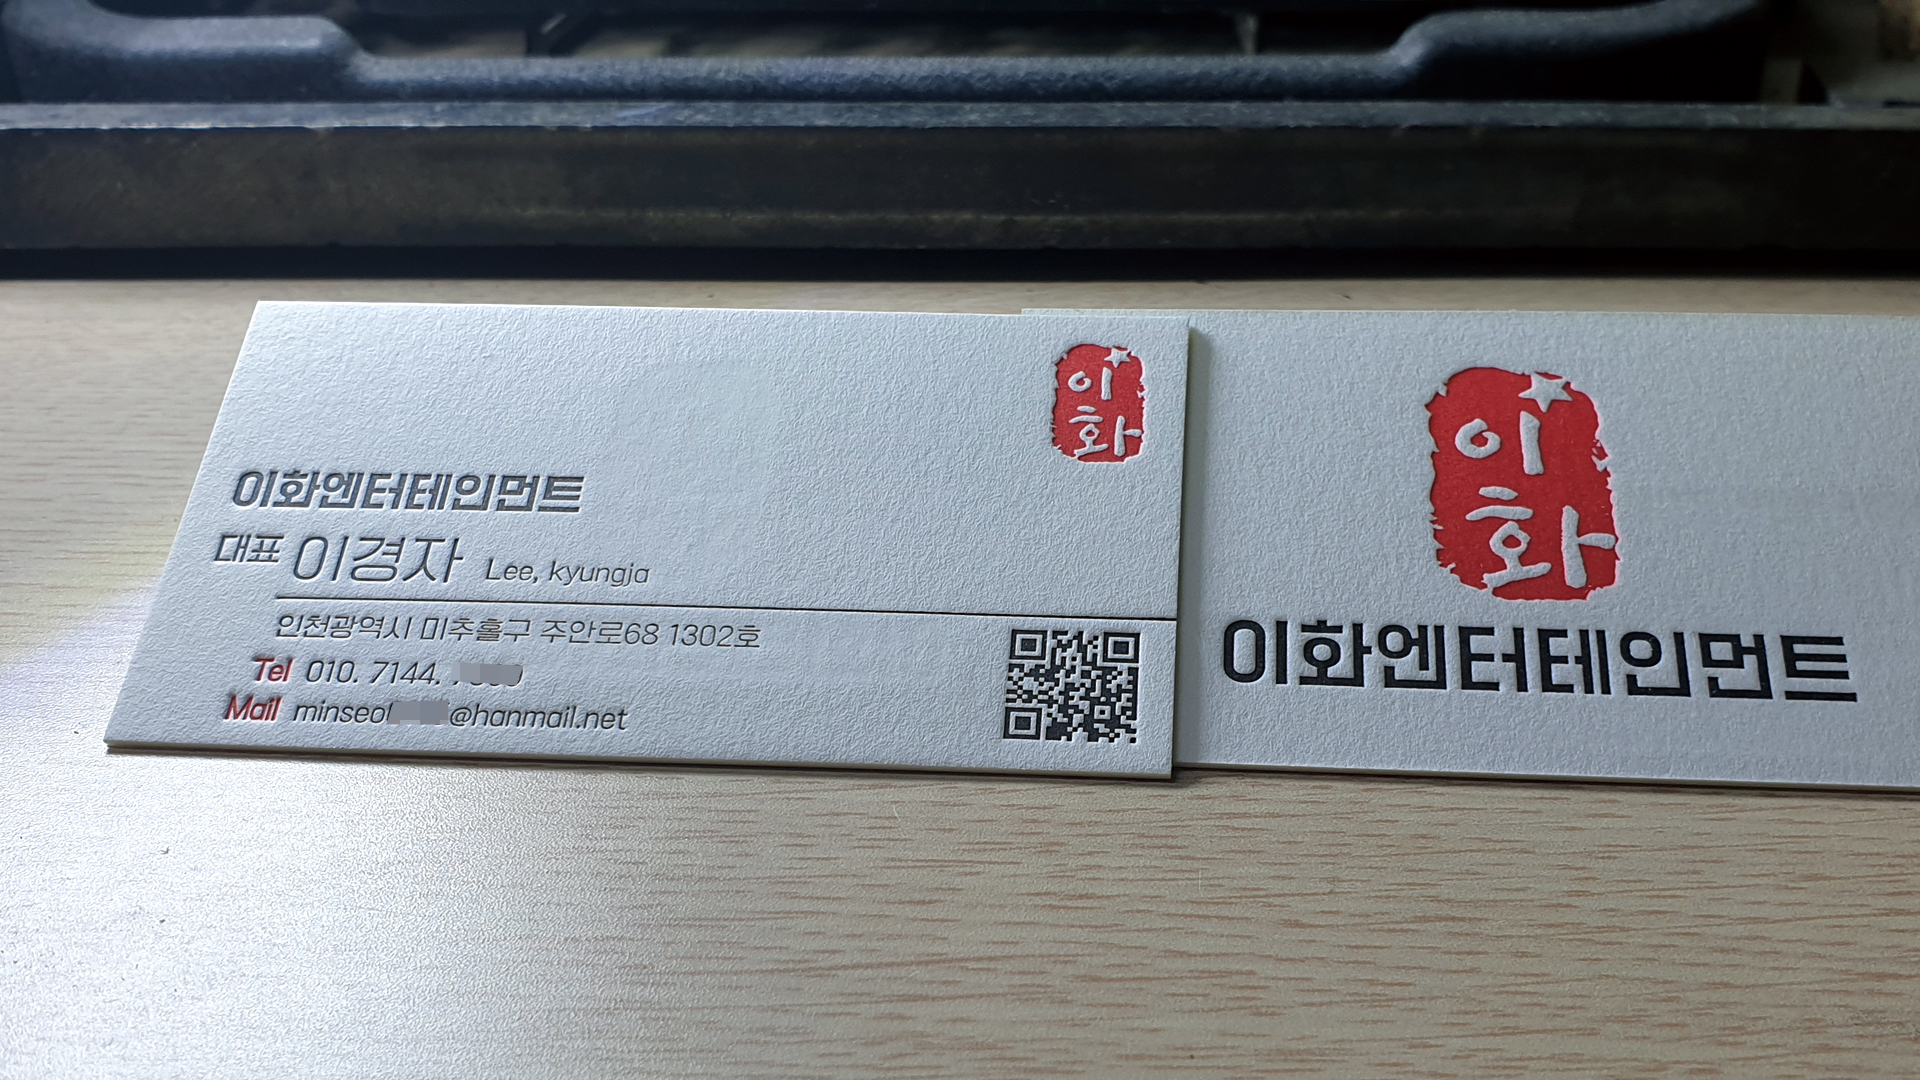 이
화
이화엔터테인먼트
대표 이경자 Lee, kyungja
인천광역시 미추홀구 주안로68 1302호
Tel 010. 7144.
Mail minseol @hanmail.net
이
화
이화엔터테인먼트